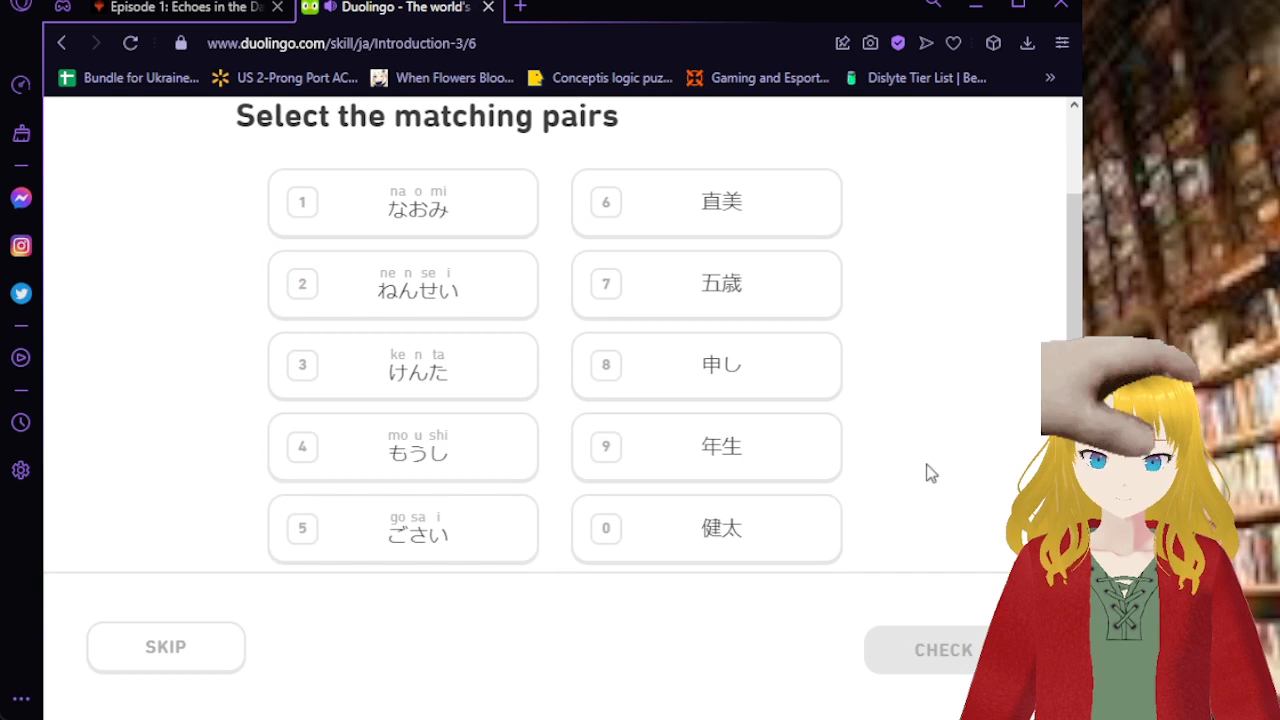 Episode 1: Echoes in the Da
Duolingo - The world's
www.duolingo.com/skill/ja/Introduction-3/6
Bundle for Ukraine...
US 2-Prong Port AC...
When Flowers Bloo...
Conceptis logic puz...
Gaming and Esport...
Dislyte Tier List | Be...
Select the matching pairs
1
na o mi
なおみ
6
直美
2
ne n se i
ねんせい
7
五歳
3
ke n ta
けんた
8
申し
4
mo u shi
もうし
9
年生
5
go sa i
ごさい
0
健太
SKIP
CHECK